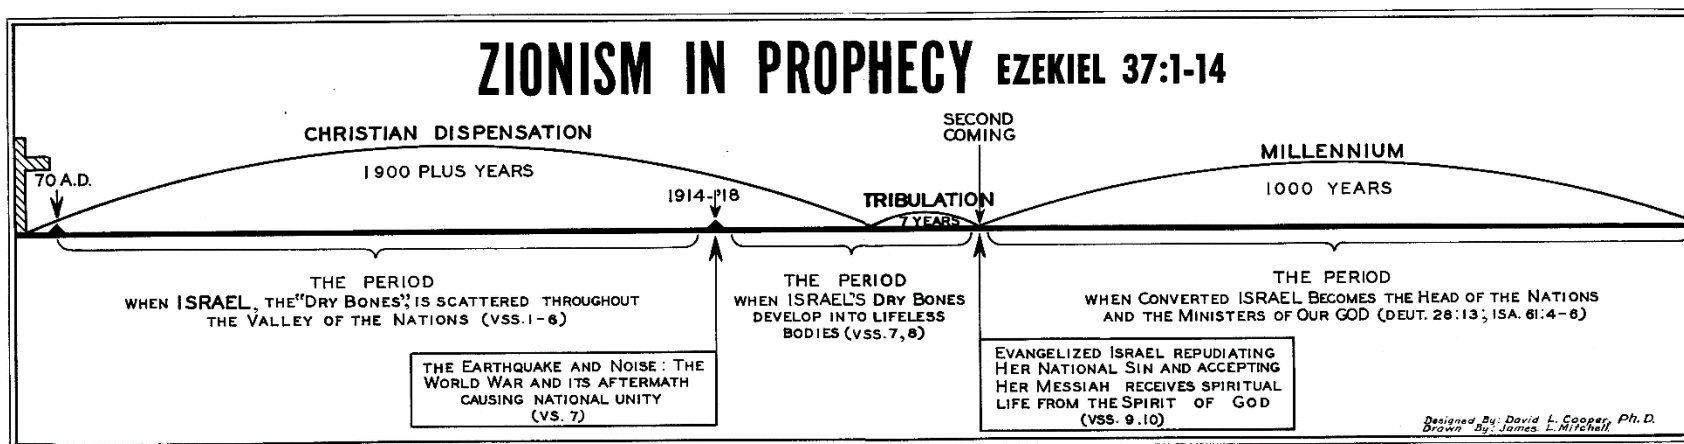 ZIONISM IN PROPHECY EZEKIEL 37:1-14
CHRISTIAN DISPENSATION
1900 PLUS YEARS
70 A.D.
1914-'18
TRIBULATION
7 YEARS
SECOND
COMING
MILLENNIUM
1000 YEARS
THE PERIOD
WHEN ISRAEL, THE "DRY BONES", IS SCATTERED THROUGHOUT
THE VALLEY OF THE NATIONS (VSS. 1-6)
THE PERIOD
WHEN ISRAEL'S DRY BONES
DEVELOP INTO LIFELESS
BODIES (VSS. 7, 8)
THE PERIOD
WHEN CONVERTED ISRAEL BECOMES THE HEAD OF THE NATIONS
AND THE MINISTERS OF OUR GOD (DEUT. 28:13; ISA. 61:4-6)
THE EARTHQUAKE AND NOISE: THE
WORLD WAR AND ITS AFTERMATH
CAUSING NATIONAL UNITY
(VS. 7)
EVANGELIZED ISRAEL REPUDIATING
HER NATIONAL SIN AND ACCEPTING
HER MESSIAH RECEIVES SPIRITUAL
LIFE FROM THE SPIRIT OF GOD
(VSS. 9.10)
Designed By: David L. Cooper, Ph. D.
Drawn By: James L. Mitchell